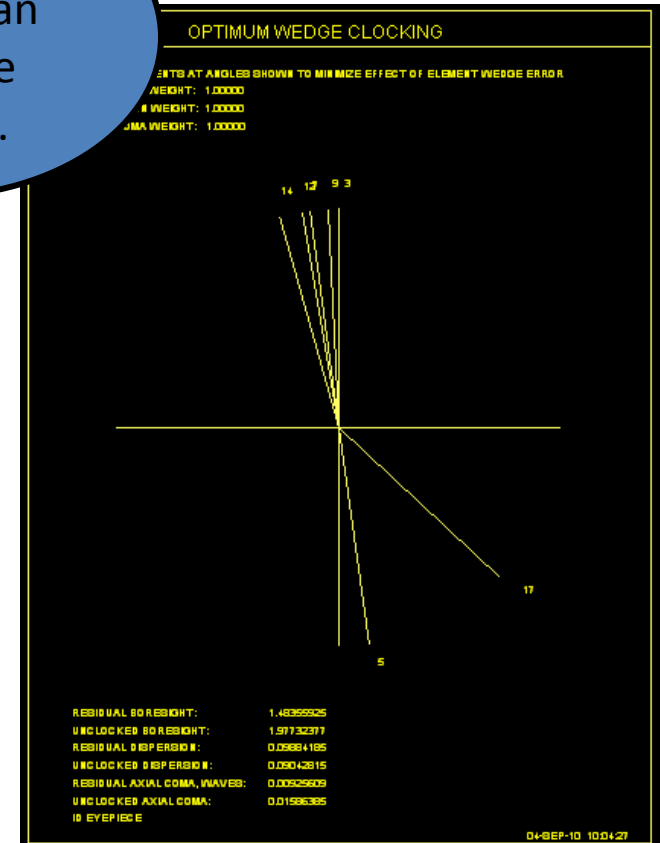 an
e
.
OPTIMUM WEDGE CLOCKING
ENTS AT ANGLES SHOWN TO MINIMIZE EFFECT OF ELEMENT WEDGE ERROR
WEIGHT: 1.00000
N WEIGHT: 1.00000
OMA WEIGHT: 1.00000
14 9 3
17
5
RESIDUAL BORESIGHT: 1.48355925
UNCLOCKED BORESIGHT: 1.97732377
RESIDUAL DISPERSION: 0.09884185
UNCLOCKED DISPERSION: 0.09042815
RESIDUAL AXIAL COMA, WAVES: 0.00925609
UNCLOCKED AXIAL COMA: 0.01586385
ID EYEPIECE
04-SEP-10 10:04:27